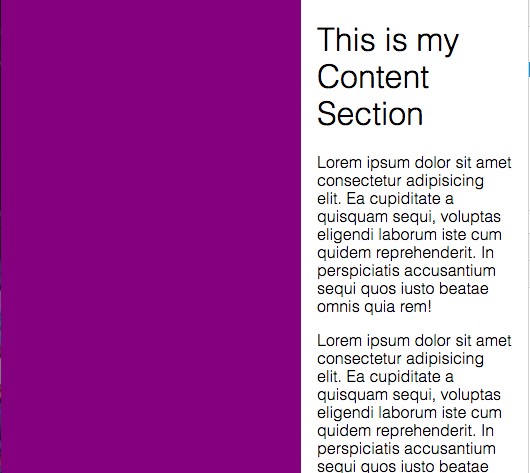 This is my
Content
Section
Lorem ipsum dolor sit amet
consectetur adipisicing
elit. Ea cupiditate a
quisquam sequi, voluptas
eligendi laborum iste cum
quidem reprehenderit. In
perspiciatis accusantium
sequi quos iusto beatae
omnis quia rem!
Lorem ipsum dolor sit amet
consectetur adipisicing
elit. Ea cupiditate a
quisquam sequi, voluptas
eligendi laborum iste cum
quidem reprehenderit. In
perspiciatis accusantium
sequi quos iusto beatae